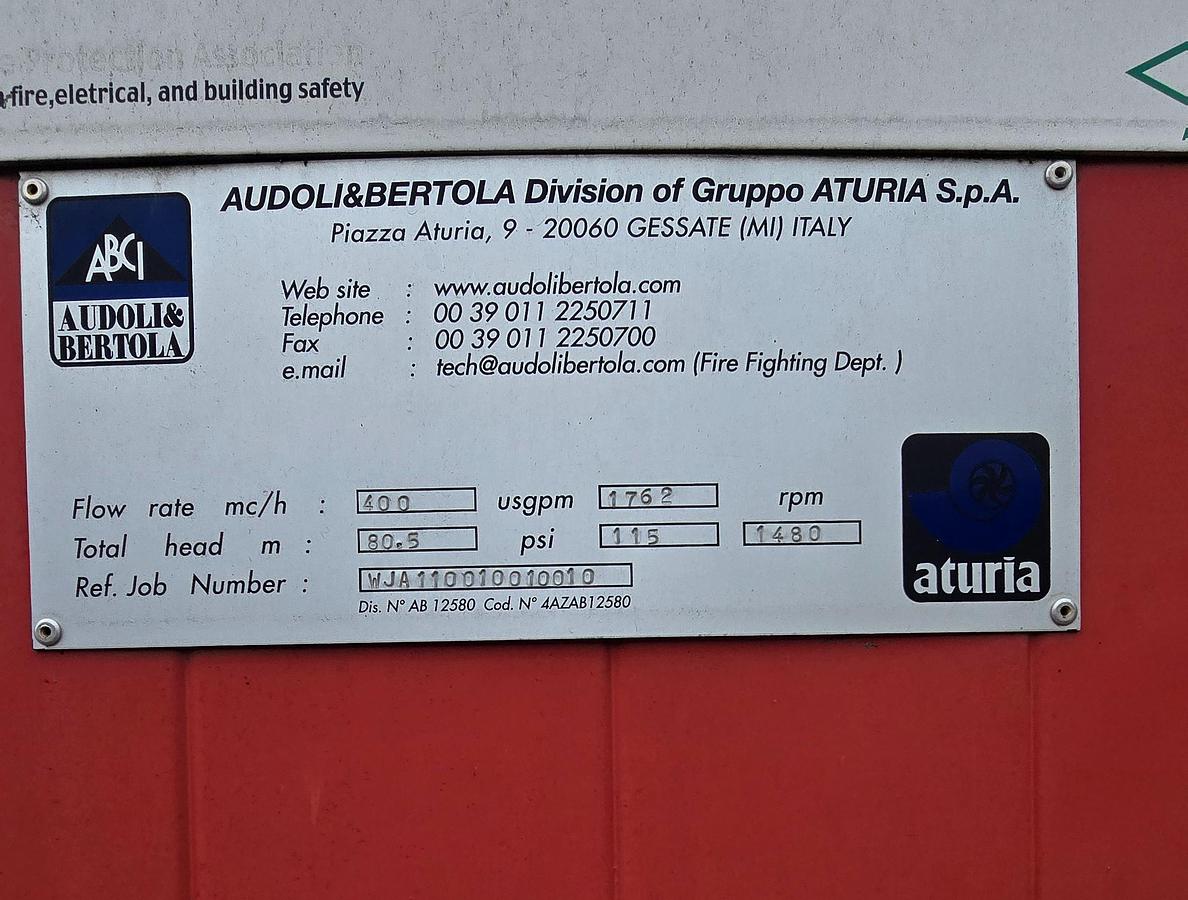 Protection Association
fire,eletrical, and building safety
AUDOLI&BERTOLA Division of Gruppo ATURIA S.p.A.
Piazza Aturia, 9 - 20060 GESSATE (MI) ITALY
ABCI
AUDOLI&
BERTOLA
Web site : www.audolibertola.com
Telephone : 00 39 011 2250711
Fax : 00 39 011 2250700
e.mail : tech@audolibertola.com (Fire Fighting Dept. )
Flow rate mc/h : 400 usgpm 1762 rpm
Total head m : 80.5 psi 115 1480
Ref. Job Number : WJA110010010010
Dis. N° AB 12580 Cod. N° 4AZAB12580
aturia